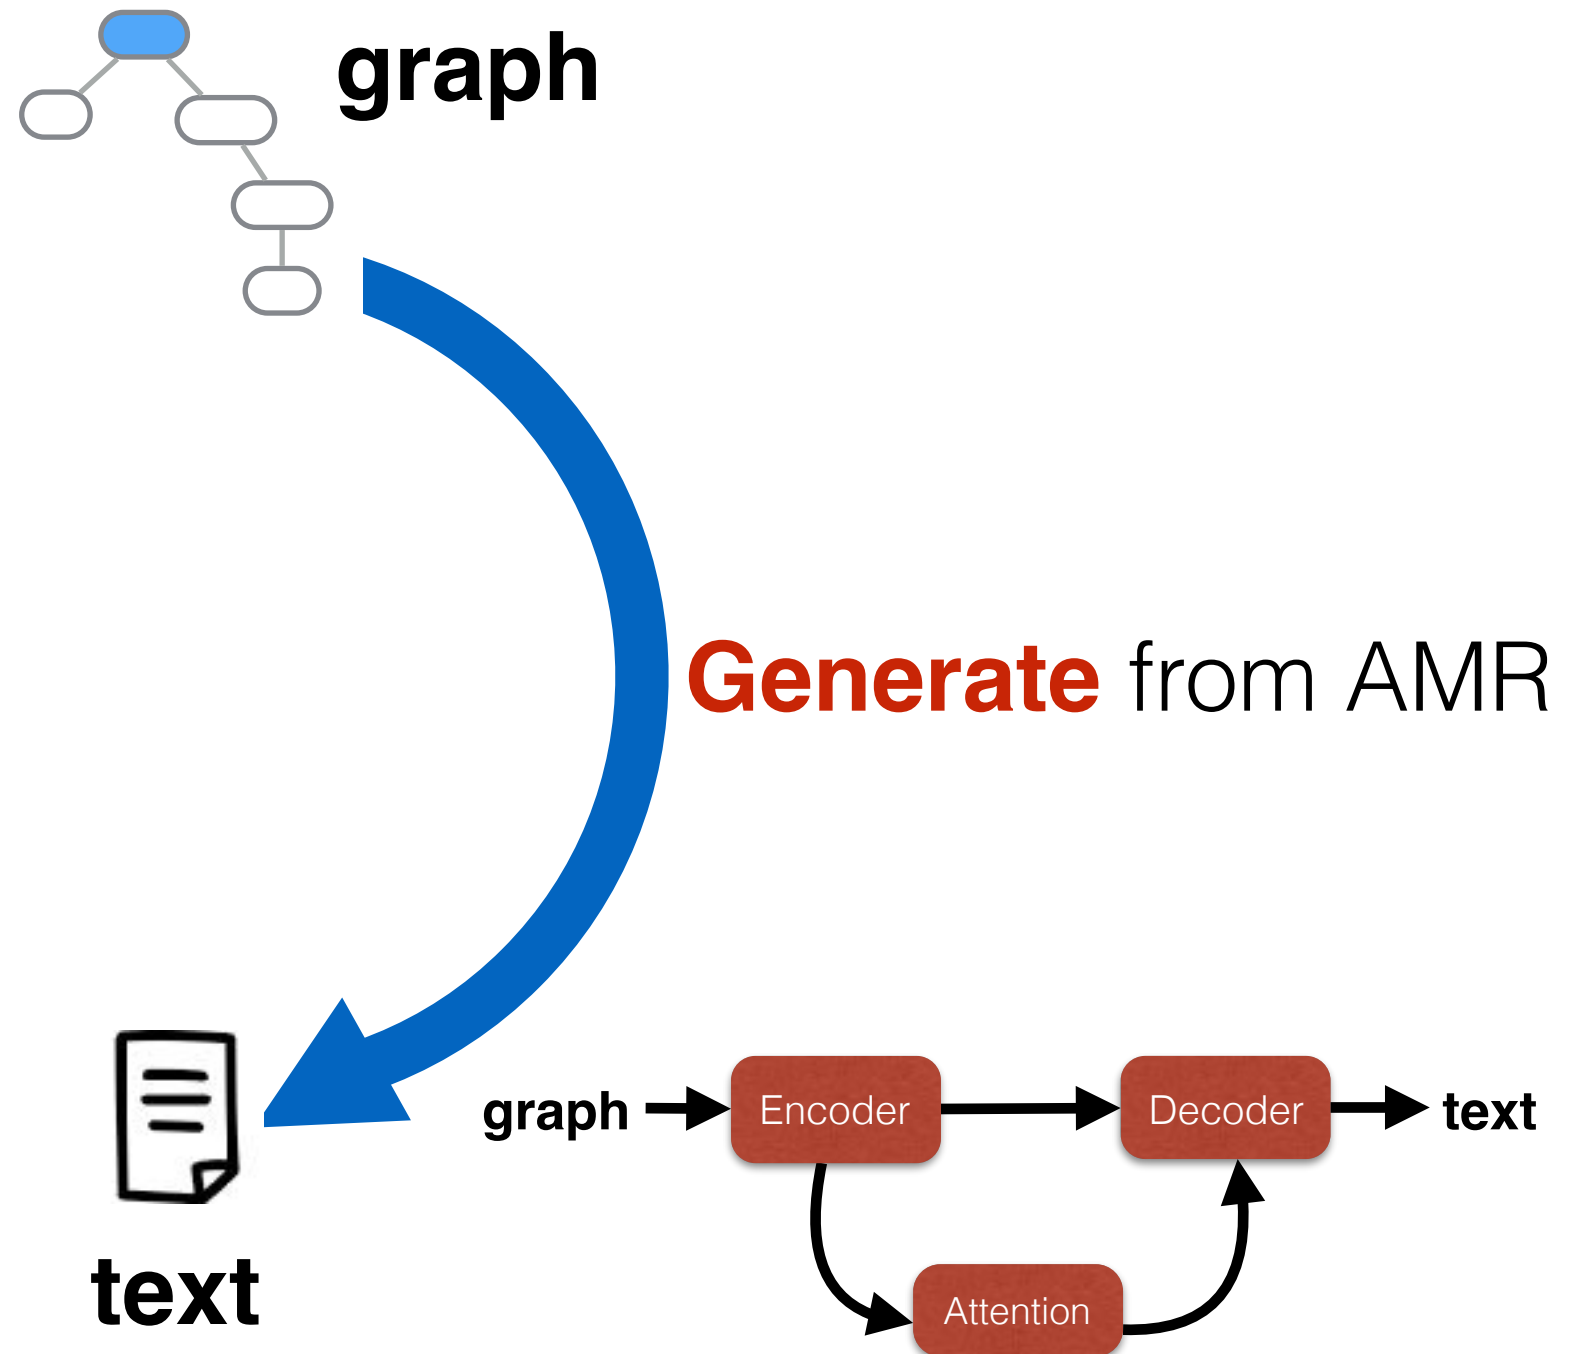 graph
Generate from AMR
graph
Encoder
Decoder
text
Attention
text